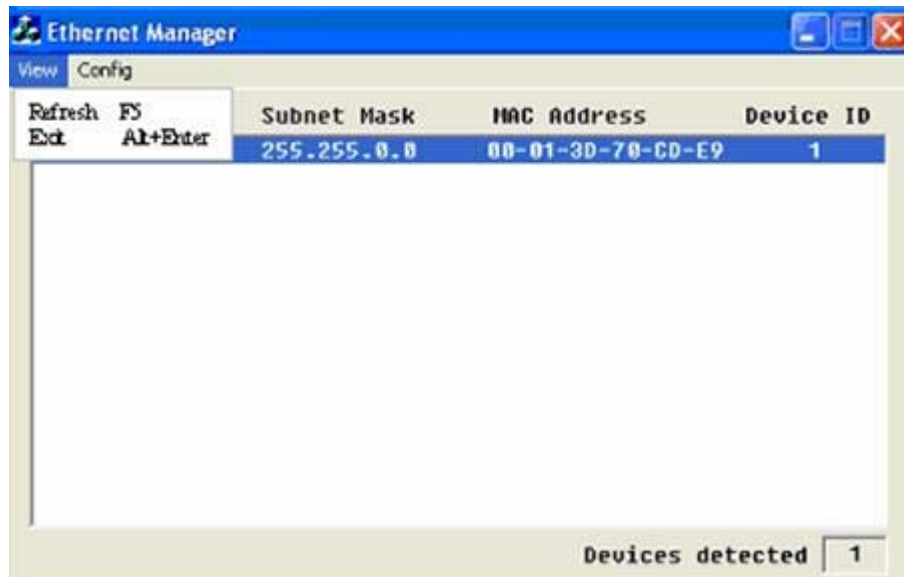 Ethernet Manager
View Config
Refresh F5
Exit Alt+Enter
Subnet Mask MAC Address Device ID
255.255.0.0 00-01-3D-70-CD-E9 1
Devices detected 1